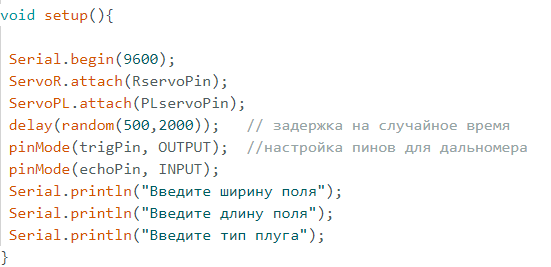 void setup(){
Serial.begin(9600);
ServoR.attach(RservoPin);
ServoPL.attach(PLservoPin);
delay(random(500,2000));   // задержка на случайное время
pinMode(trigPin, OUTPUT);  //настройка пинов для дальномера
pinMode(echoPin, INPUT);
Serial.println("Введите ширину поля");
Serial.println("Введите длину поля");
Serial.println("Введите тип плуга");
}